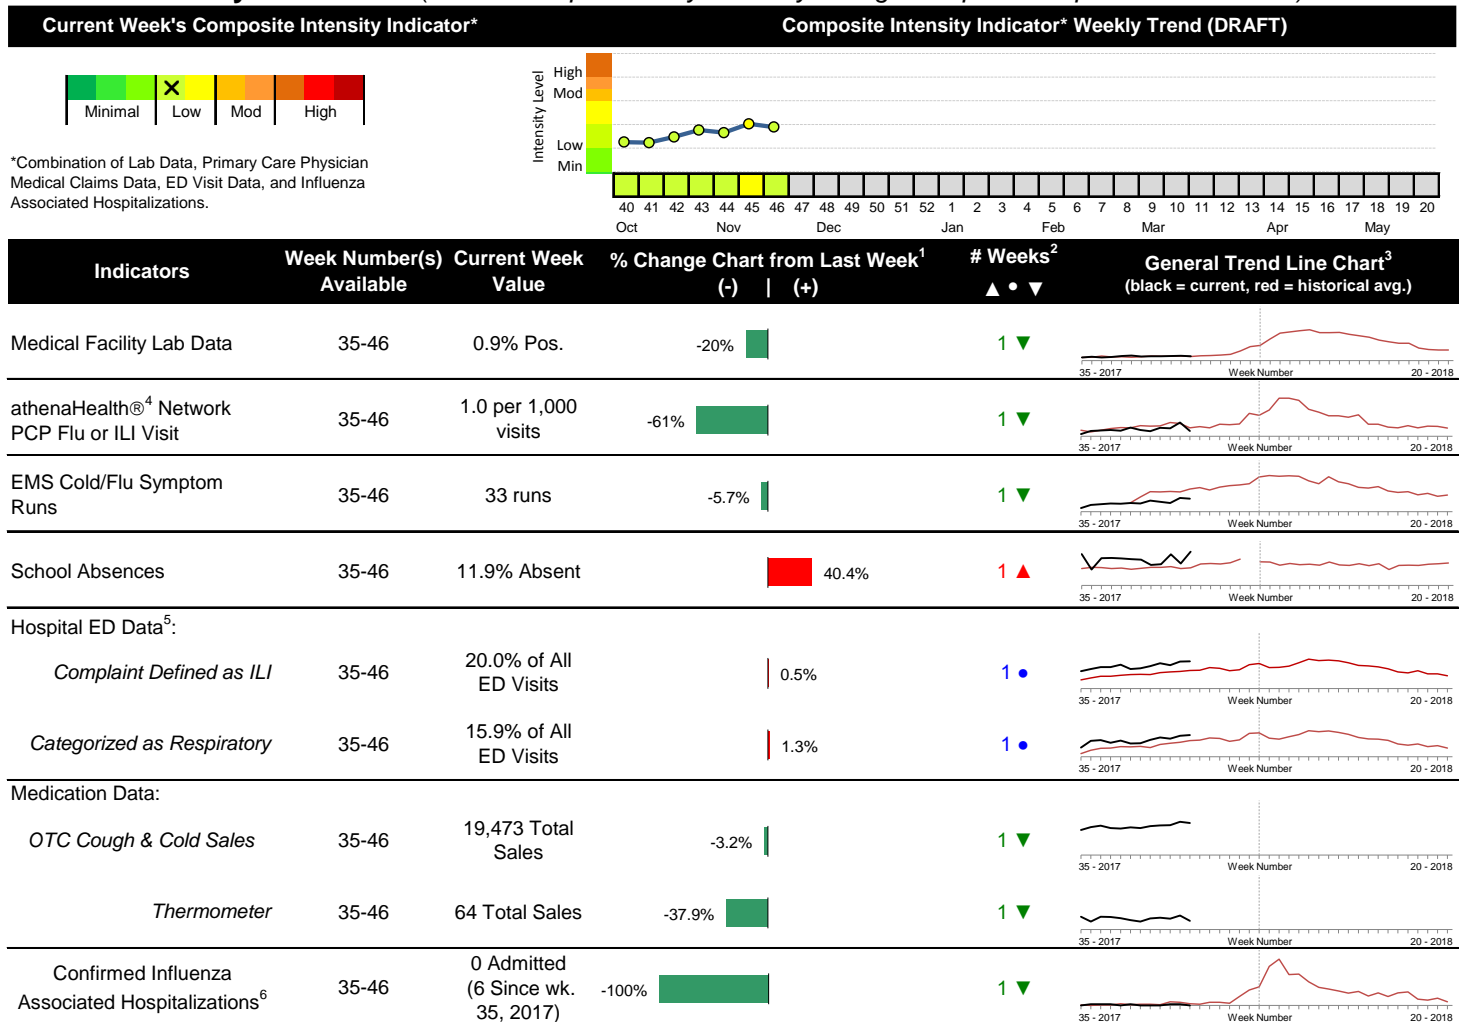 Current Week's Composite Intensity Indicator*
Composite Intensity Indicator* Weekly Trend (DRAFT)
Minimal Low Mod High
*Combination of Lab Data, Primary Care Physician
Medical Claims Data, ED Visit Data, and Influenza
Associated Hospitalizations.
Intensity Level
High
Mod
Low
Min
40 41 42 43 44 45 46 47 48 49 50 51 52 1 2 3 4 5 6 7 8 9 10 11 12 13 14 15 16 17 18 19 20
Oct Nov Dec Jan Feb Mar Apr May
Indicators
Week Number(s)
Available
Current Week
Value
% Change Chart from Last Week1
(-) | (+)
# Weeks2
▲ ● ▼
General Trend Line Chart3
(black = current, red = historical avg.)
Medical Facility Lab Data
35-46
0.9% Pos.
-20%
1 ▼
35 - 2017 Week Number 20 - 2018
athenaHealth®4 Network
PCP Flu or ILI Visit
35-46
1.0 per 1,000
visits
-61%
1 ▼
35 - 2017 Week Number 20 - 2018
EMS Cold/Flu Symptom
Runs
35-46
33 runs
-5.7%
1 ▼
35 - 2017 Week Number 20 - 2018
School Absences
35-46
11.9% Absent
40.4%
1 ▲
35 - 2017 Week Number 20 - 2018
Hospital ED Data5:
Complaint Defined as ILI
35-46
20.0% of All
ED Visits
0.5%
1 ●
35 - 2017 Week Number 20 - 2018
Categorized as Respiratory
35-46
15.9% of All
ED Visits
1.3%
1 ●
35 - 2017 Week Number 20 - 2018
Medication Data:
OTC Cough & Cold Sales
35-46
19,473 Total
Sales
-3.2%
1 ▼
35 - 2017 Week Number 20 - 2018
Thermometer
35-46
64 Total Sales
-37.9%
1 ▼
35 - 2017 Week Number 20 - 2018
Confirmed Influenza
Associated Hospitalizations6
35-46
0 Admitted
(6 Since wk.
35, 2017)
-100%
1 ▼
35 - 2017 Week Number 20 - 2018